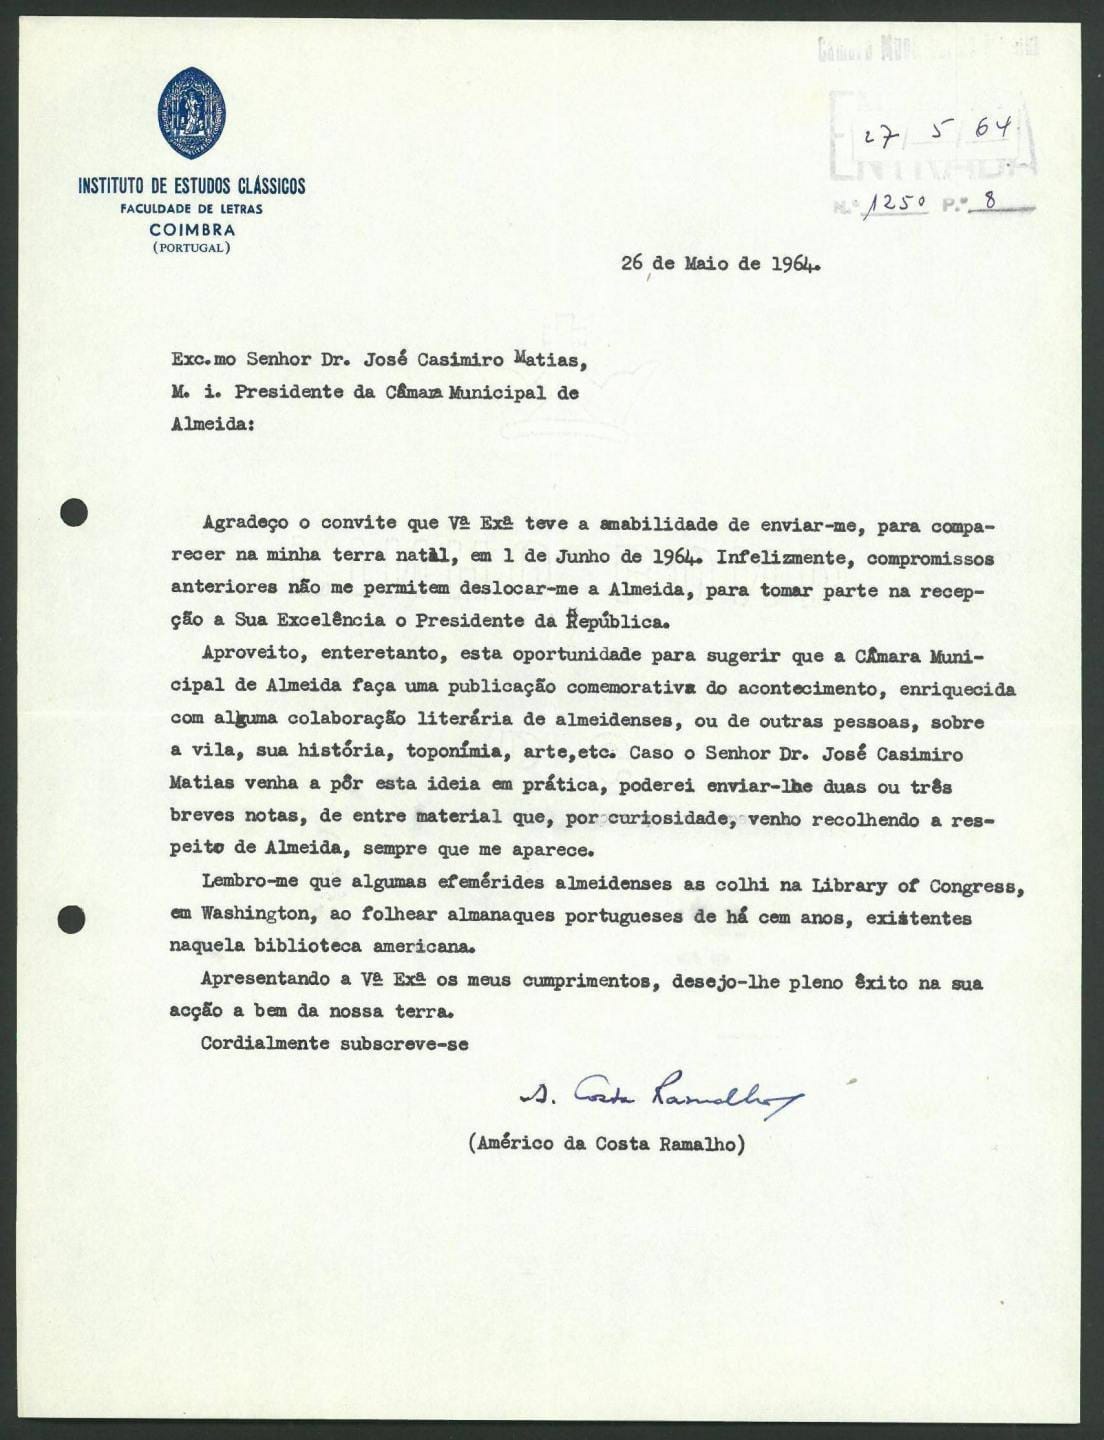 INSTITUTO DE ESTUDOS CLÁSSICOS
FACULDADE DE LETRAS
COIMBRA
(PORTUGAL)
Câmara
ENTRADA
27/5/64
N.º 1250 P.º 8
26 de Maio de 1964.
Exc.mo Senhor Dr. José Casimiro Matias,
M. i. Presidente da Câmara Municipal de
Almeida:
Agradeço o convite que Vª Exª teve a amabilidade de enviar-me, para compa-
recer na minha terra natal, em 1 de Junho de 1964. Infelizmente, compromissos
anteriores não me permitem deslocar-me a Almeida, para tomar parte na recep-
ção a Sua Excelência o Presidente da República.
Aproveito, enteretanto, esta oportunidade para sugerir que a Câmara Muni-
cipal de Almeida faça uma publicação comemorativa do acontecimento, enriquecida
com alguma colaboração literária de almeidenses, ou de outras pessoas, sobre
a vila, sua história, toponímia, arte,etc. Caso o Senhor Dr. José Casimiro
Matias venha a pôr esta ideia em prática, poderei enviar-lhe duas ou três
breves notas, de entre material que, por curiosidade, venho recolhendo a res-
peito de Almeida, sempre que me aparece.
Lembro-me que algumas efemérides almeidenses as colhi na Library of Congress,
em Washington, ao folhear almanaques portugueses de há cem anos, existentes
naquela biblioteca americana.
Apresentando a Vª Exª os meus cumprimentos, desejo-lhe pleno êxito na sua
acção a bem da nossa terra.
Cordialmente subscreve-se
A. Costa Ramalho
(Américo da Costa Ramalho)